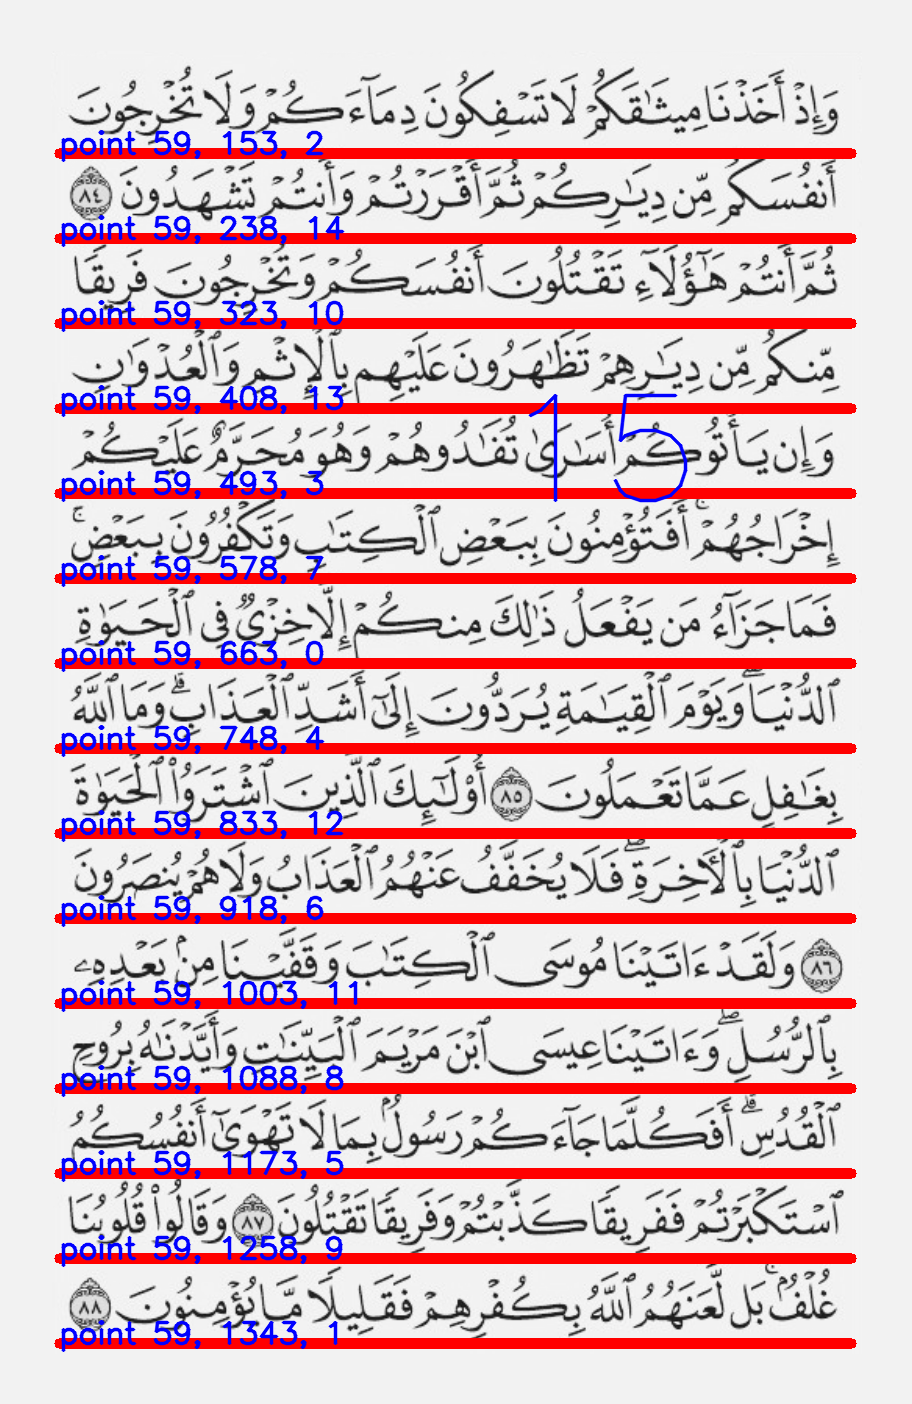 وَإِذْ أَخَذْنَا مِيثَٰقَكُمْ لَا تَسْفِكُونَ دِمَآءَكُمْ وَلَا تُخْرِجُونَ
point 59, 153, 2
أَنفُسَكُم مِّن دِيَٰرِكُمْ ثُمَّ أَقْرَرْتُمْ وَأَنتُمْ تَشْهَدُونَ ٨٤
point 59, 238, 14
ثُمَّ أَنتُمْ هَٰٓؤُلَآءِ تَقْتُلُونَ أَنفُسَكُمْ وَتُخْرِجُونَ فَرِيقًا
point 59, 323, 10
مِّنكُم مِّن دِيَٰرِهِمْ تَظَٰهَرُونَ عَلَيْهِم بِٱلْإِثْمِ وَٱلْعُدْوَٰنِ
point 59, 408, 13
15
وَإِن يَأْتُوكُمْ أُسَٰرَىٰ تُفَٰدُوهُمْ وَهُوَ مُحَرَّمٌ عَلَيْكُمْ
point 59, 493, 3
إِخْرَاجُهُمْ ۚ أَفَتُؤْمِنُونَ بِبَعْضِ ٱلْكِتَٰبِ وَتَكْفُرُونَ بِبَعْضٍ ۚ
point 59, 578, 7
فَمَا جَزَآءُ مَن يَفْعَلُ ذَٰلِكَ مِنكُمْ إِلَّا خِزْىٌ فِى ٱلْحَيَوٰةِ
point 59, 663, 0
ٱلدُّنْيَا ۖ وَيَوْمَ ٱلْقِيَٰمَةِ يُرَدُّونَ إِلَىٰٓ أَشَدِّ ٱلْعَذَابِ ۗ وَمَا ٱللَّهُ
point 59, 748, 4
بِغَٰفِلٍ عَمَّا تَعْمَلُونَ ٨٥ أُو۟لَٰٓئِكَ ٱلَّذِينَ ٱشْتَرَوُا۟ ٱلْحَيَوٰةَ
point 59, 833, 12
ٱلدُّنْيَا بِٱلْءَاخِرَةِ ۖ فَلَا يُخَفَّفُ عَنْهُمُ ٱلْعَذَابُ وَلَا هُمْ يُنصَرُونَ
point 59, 918, 6
٨٦ وَلَقَدْ ءَاتَيْنَا مُوسَى ٱلْكِتَٰبَ وَقَفَّيْنَا مِنۢ بَعْدِهِۦ
point 59, 1003, 11
بِٱلرُّسُلِ ۖ وَءَاتَيْنَا عِيسَى ٱبْنَ مَرْيَمَ ٱلْبَيِّنَٰتِ وَأَيَّدْنَٰهُ بِرُوحِ
point 59, 1088, 8
ٱلْقُدُسِ ۗ أَفَكُلَّمَا جَآءَكُمْ رَسُولٌۢ بِمَا لَا تَهْوَىٰٓ أَنفُسُكُمُ
point 59, 1173, 5
ٱسْتَكْبَرْتُمْ فَفَرِيقًا كَذَّبْتُمْ وَفَرِيقًا تَقْتُلُونَ ٨٧ وَقَالُوا۟ قُلُوبُنَا
point 59, 1258, 9
غُلْفٌۢ ۚ بَل لَّعَنَهُمُ ٱللَّهُ بِكُفْرِهِمْ فَقَلِيلًا مَّا يُؤْمِنُونَ ٨٨
point 59, 1343, 1